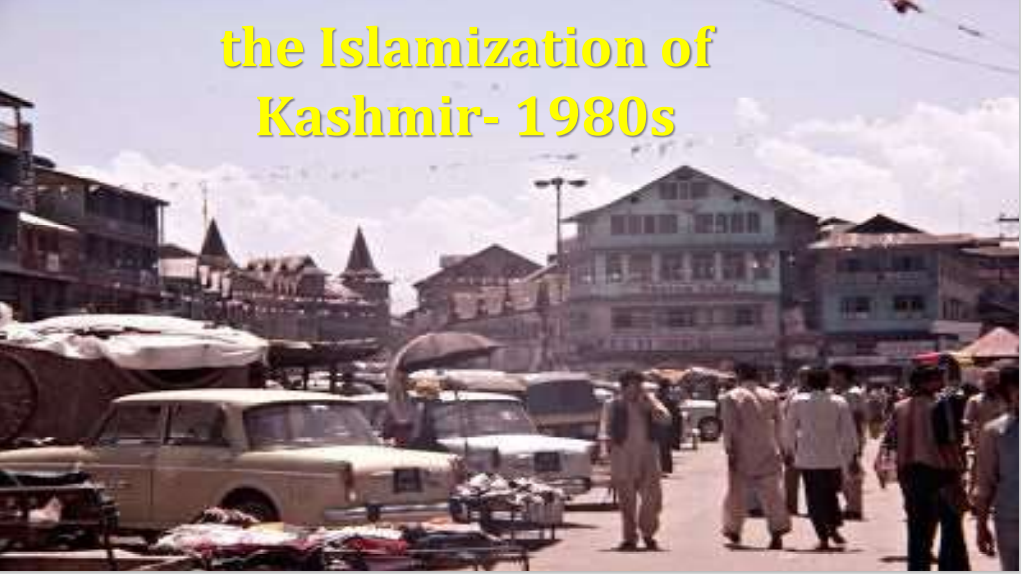 the Islamization of
Kashmir- 1980s